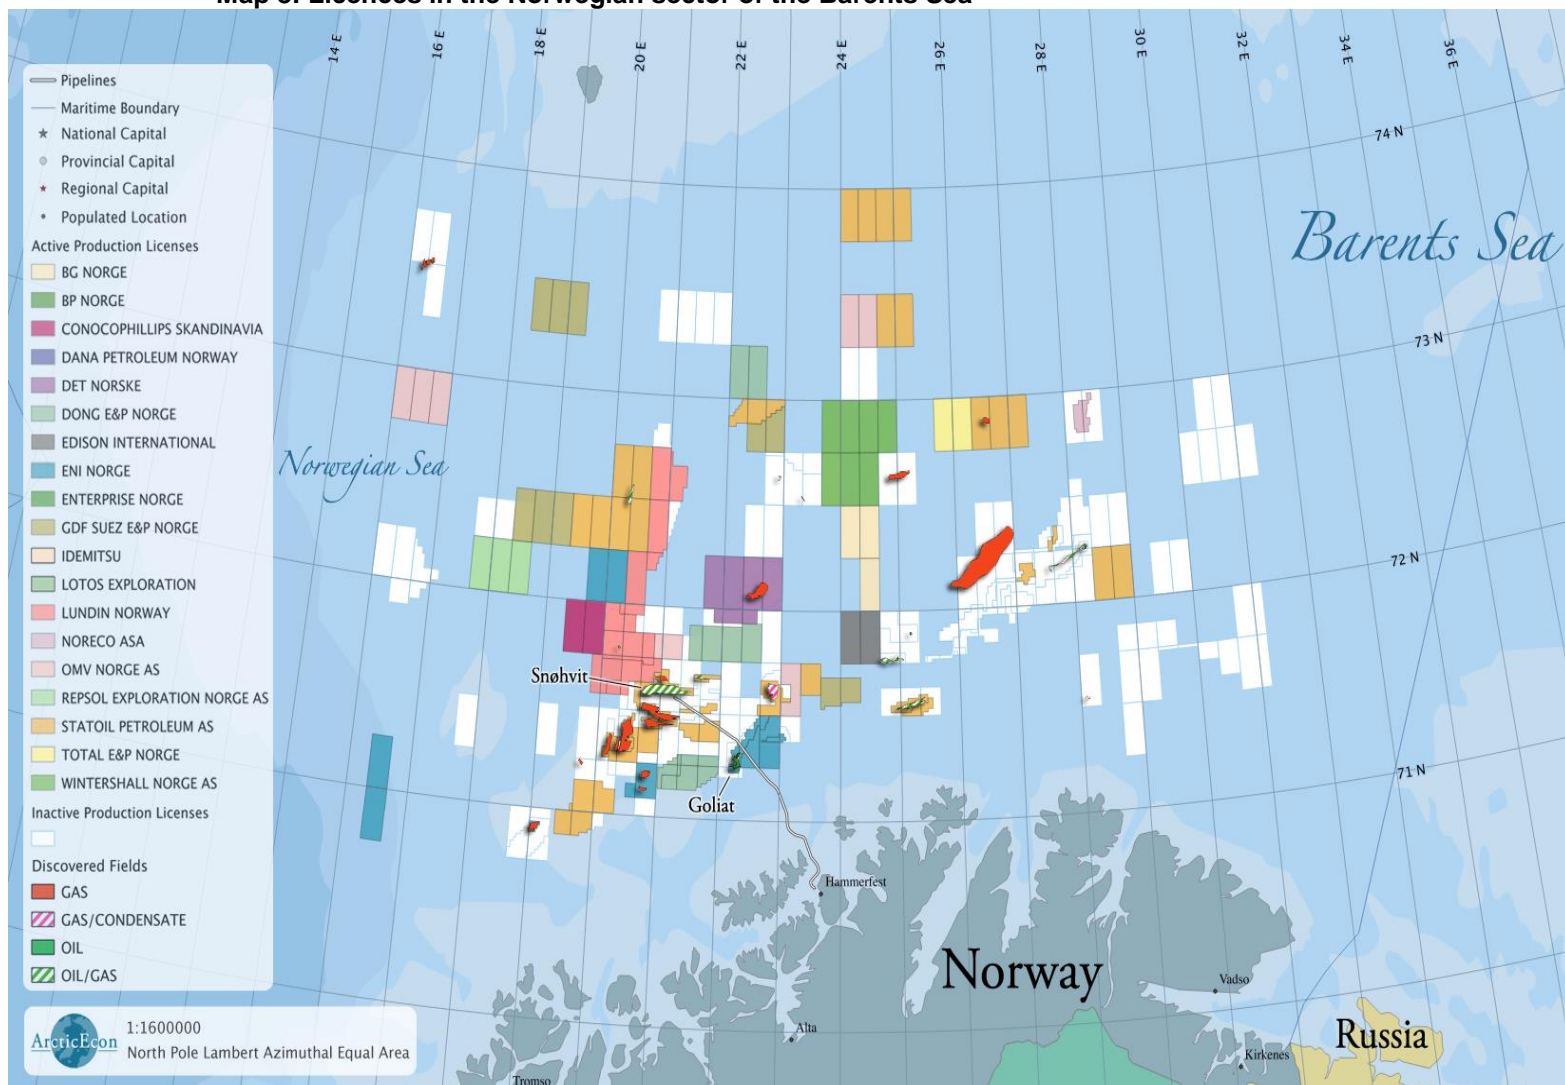 Map 3. Licences in the Norwegian sector of the Barents Sea
14 E
16 E
18 E
20 E
22 E
24 E
26 E
28 E
30 E
32 E
34 E
36 E
Pipelines
Maritime Boundary
National Capital
Provincial Capital
Regional Capital
Populated Location
Active Production Licenses
BG NORGE
BP NORGE
CONOCOPHILLIPS SKANDINAVIA
DANA PETROLEUM NORWAY
DET NORSKE
DONG E&P NORGE
EDISON INTERNATIONAL
ENI NORGE
ENTERPRISE NORGE
GDF SUEZ E&P NORGE
IDEMITSU
LOTOS EXPLORATION
LUNDIN NORWAY
NORECO ASA
OMV NORGE AS
REPSOL EXPLORATION NORGE AS
STATOIL PETROLEUM AS
TOTAL E&P NORGE
WINTERSHALL NORGE AS
Inactive Production Licenses
Discovered Fields
GAS
GAS/CONDENSATE
OIL
OIL/GAS
ArcticEcon
1:1600000
North Pole Lambert Azimuthal Equal Area
74 N
Barents Sea
73 N
Norwegian Sea
72 N
Snøhvit
71 N
Goliat
Hammerfest
Norway
Vadso
Alta
Russia
Kirkenes
Tromso